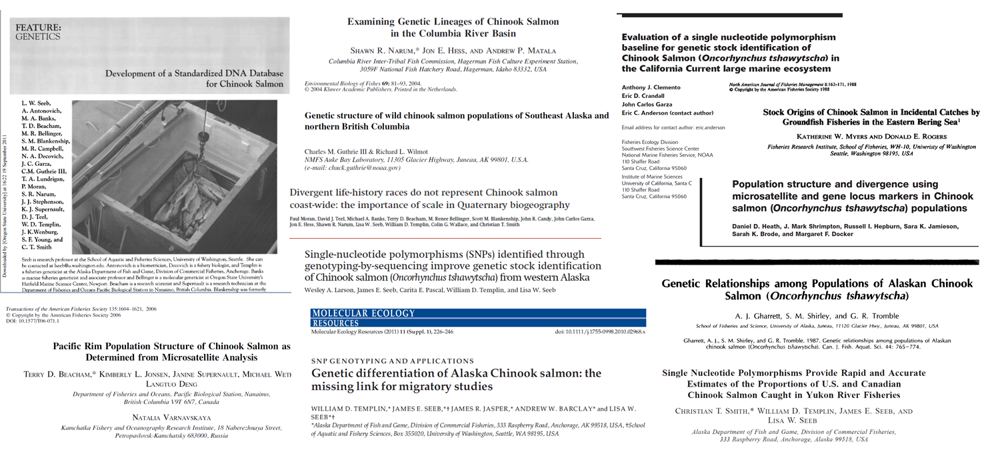 FEATURE:
GENETICS
Development of a Standardized DNA Database
for Chinook Salmon
L. W. Seeb,
A. Antonovich,
M. A. Banks,
T. D. Beacham,
M. R. Bellinger,
S. M. Blankenship,
M. R. Campbell,
N. A. Decovich,
J. C. Garza,
C.M. Guthrie III,
T. A. Lundrigan,
P. Moran,
S. R. Narum,
J. J. Stephenson,
K. J. Supernault,
D. J. Teel,
W. D. Templin,
J. K.Wenburg,
S. F. Young, and
C. T. Smith
Downloaded by [Oregon State University] at 16:22 19 September 2011
Seeb is research professor at the School of Aquatic and Fisheries Sciences, University of Washington, Seattle. She can
be contacted at lseeb@u.washington.edu. Antonovich is a biometrician, Decovich is a fishery biologist, and Templin is
a fisheries geneticist at the Alaska Department of Fish and Game, Division of Commercial Fisheries, Anchorage. Banks
is marine fisheries geneticist and associate professor and Bellinger is a molecular geneticist at Oregon State University's
Hatfield Marine Science Center, Newport. Beacham is a research scientist and Supernault is a research technician at the
Department of Fisheries and Oceans Pacific Biological Station in Nanaimo, British Columbia. Blankenship was formerly
Transactions of the American Fisheries Society 135:1604–1621, 2006
© Copyright by the American Fisheries Society 2006
DOI: 10.1577/T06-071.1
Pacific Rim Population Structure of Chinook Salmon as
Determined from Microsatellite Analysis
TERRY D. BEACHAM,* KIMBERLY L. JONSEN, JANINE SUPERNAULT, MICHAEL WETK
LANGTUO DENG
Department of Fisheries and Oceans, Pacific Biological Station, Nanaimo,
British Columbia V9T 6N7, Canada
NATALIA VARNAVSKAYA
Kamchatka Fishery and Oceanography Research Institute, 18 Naberezhnaya Street,
Petropavlovsk-Kamchatsky 683000, Russia
Examining Genetic Lineages of Chinook Salmon
in the Columbia River Basin
SHAWN R. NARUM,* JON E. HESS, AND ANDREW P. MATALA
Columbia River Inter-Tribal Fish Commission, Hagerman Fish Culture Experiment Station,
3059F National Fish Hatchery Road, Hagerman, Idaho 83332, USA
Environmental Biology of Fishes 69: 81–93, 2004.
© 2004 Kluwer Academic Publishers. Printed in the Netherlands.
Genetic structure of wild chinook salmon populations of Southeast Alaska and
northern British Columbia
Charles M. Guthrie III & Richard L. Wilmot
NMFS Auke Bay Laboratory, 11305 Glacier Highway, Juneau, AK 99801, U.S.A.
(e-mail: chuck.guthrie@noaa.gov)
Divergent life-history races do not represent Chinook salmon
coast-wide: the importance of scale in Quaternary biogeography
Paul Moran, David J. Teel, Michael A. Banks, Terry D. Beacham, M. Renee Bellinger, Scott M. Blankenship, John R. Candy, John Carlos Garza,
Jon E. Hess, Shawn R. Narum, Lisa W. Seeb, William D. Templin, Colin G. Wallace, and Christian T. Smith
Single-nucleotide polymorphisms (SNPs) identified through
genotyping-by-sequencing improve genetic stock identification
of Chinook salmon (Oncorhynchus tshawytscha) from western Alaska
Wesley A. Larson, James E. Seeb, Carita E. Pascal, William D. Templin, and Lisa W. Seeb
MOLECULAR ECOLOGY
RESOURCES
Molecular Ecology Resources (2011) 11 (Suppl. 1), 226–246 doi: 10.1111/j.1755-0998.2010.02968.x
SNP GENOTYPING AND APPLICATIONS
Genetic differentiation of Alaska Chinook salmon: the
missing link for migratory studies
WILLIAM D. TEMPLIN,* JAMES E. SEEB,*† JAMES R. JASPER,* ANDREW W. BARCLAY* and LISA W.
SEEB*†
*Alaska Department of Fish and Game, Division of Commercial Fisheries, 333 Raspberry Road, Anchorage, AK 99518, USA, †School
of Aquatic and Fishery Sciences, Box 355020, University of Washington, Seattle, WA 98195, USA
Evaluation of a single nucleotide polymorphism
baseline for genetic stock identification of
Chinook Salmon (Oncorhynchus tshawytscha) in
the California Current large marine ecosystem
Anthony J. Clemento
Eric D. Crandall
John Carlos Garza
Eric C. Anderson (contact author)
Email address for contact author: eric.anderson
Fisheries Ecology Division
Southwest Fisheries Science Center
National Marine Fisheries Service, NOAA
110 Shaffer Road
Santa Cruz, California 95060
Institute of Marine Sciences
University of California, Santa C
110 Shaffer Road
Santa Cruz, California 95060
North American Journal of Fisheries Management 8:162–171, 1988
© Copyright by the American Fisheries Society 1988
Stock Origins of Chinook Salmon in Incidental Catches by
Groundfish Fisheries in the Eastern Bering Sea¹
KATHERINE W. MYERS AND DONALD E. ROGERS
Fisheries Research Institute, School of Fisheries, WH-10, Univeristy of Washington
Seattle, Washington 98195, USA
Population structure and divergence using
microsatellite and gene locus markers in Chinook
salmon (Oncorhynchus tshawytscha) populations
Daniel D. Heath, J. Mark Shrimpton, Russell I. Hepburn, Sara K. Jamieson,
Sarah K. Brode, and Margaret F. Docker
Genetic Relationships among Populations of Alaskan Chinook
Salmon (Oncorhynchus tshawytscha)
A. J. Gharrett, S. M. Shirley, and G. R. Tromble
School of Fisheries and Science, University of Alaska, Juneau, 11120 Glacier Hwy., Juneau, AK 99801, USA
Gharrett, A. J., S. M. Shirley, and G. R. Tromble. 1987. Genetic relationships among populations of Alaskan
chinook salmon (Oncorhynchus tshawytscha). Can. J. Fish. Aquat. Sci. 44: 765–774.
Single Nucleotide Polymorphisms Provide Rapid and Accurate
Estimates of the Proportions of U.S. and Canadian
Chinook Salmon Caught in Yukon River Fisheries
CHRISTIAN T. SMITH,* WILLIAM D. TEMPLIN, JAMES E. SEEB, AND
LISA W. SEEB
Alaska Department of Fish and Game, Division of Commercial Fisheries,
333 Raspberry Road, Anchorage, Alaska 99518, USA